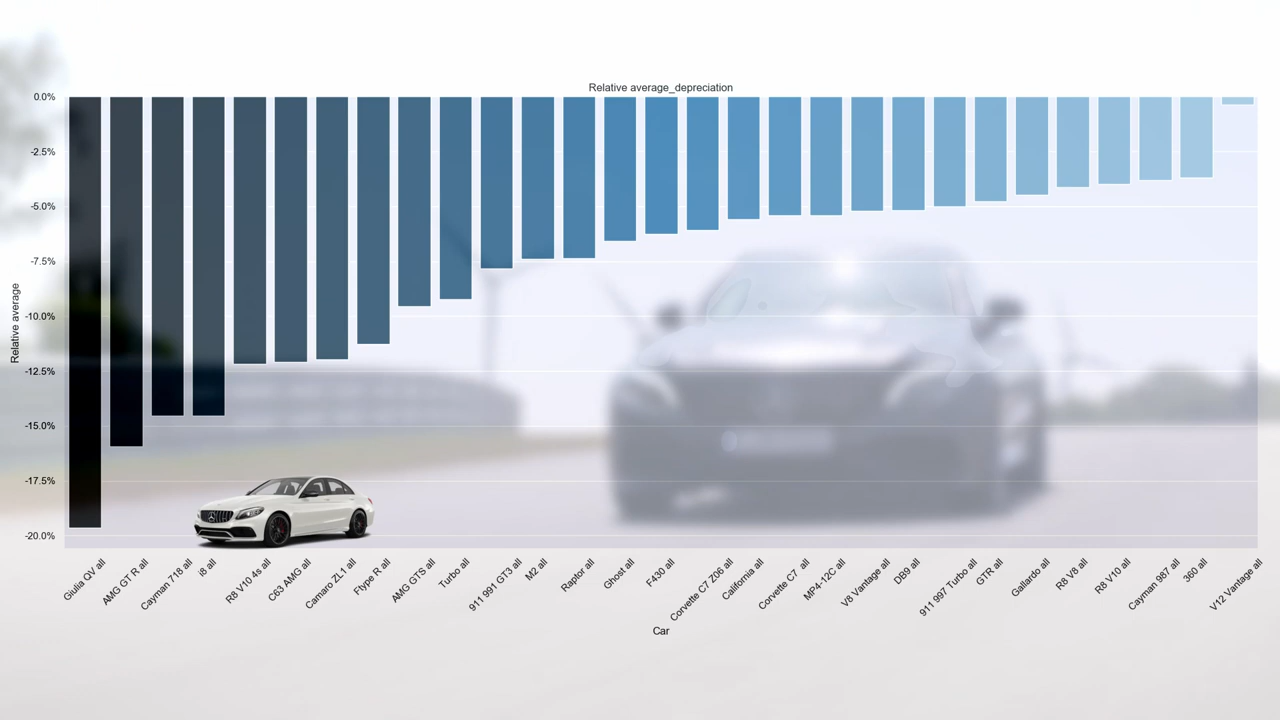 Relative average_depreciation
0.0%
-2.5%
-5.0%
-7.5%
-10.0%
-12.5%
-15.0%
-17.5%
-20.0%
Relative average
Giulia QV all
AMG GT R all
Cayman 718 all
i8 all
R8 V10 4s all
C63 AMG all
Camaro ZL 1 all
Ftype R all
AMG GTS all
Turbo all
911 991 GT3 all
M2 all
Raptor all
Ghost all
F430 all
Corvette C7 Z06 all
California all
Corvette C7 all
MP4-12C all
V8 Vantage all
DB9 all
911 997 Turbo all
GTR all
Gallardo all
R8 V8 all
R8 V10 all
Cayman 987 all
360 all
V12 Vantage all
Car